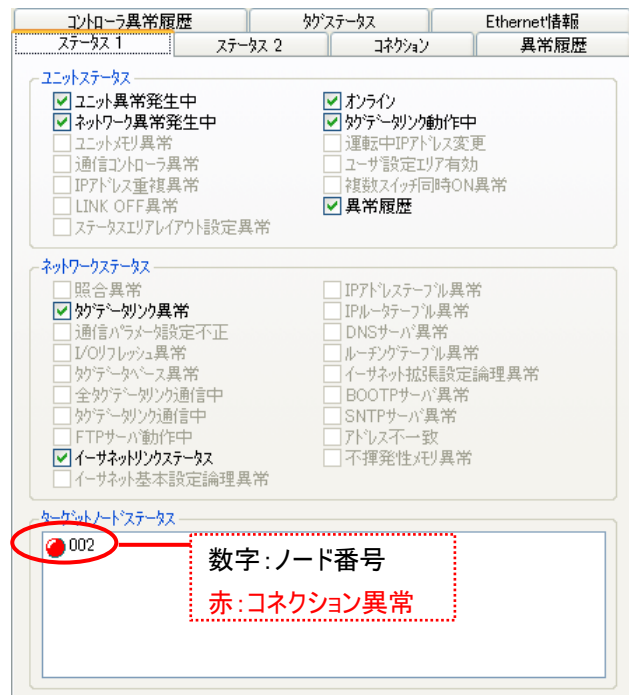 コントローラ異常履歴 タグステータス Ethernet情報
ステータス 1 ステータス 2 コネクション 異常履歴
ユニットステータス
ユニット異常発生中
ネットワーク異常発生中
ユニットメモリ異常
通信コントローラ異常
IPアドレス重複異常
LINK OFF異常
ステータスエリアレイアウト設定異常
オンライン
タグデータリンク動作中
運転中IPアドレス変更
ユーザ設定エリア有効
複数スイッチ同時ON異常
異常履歴
ネットワークステータス
照合異常
タグデータリンク異常
通信パラメータ設定不正
I/Oリフレッシュ異常
タグデータベース異常
全タグデータリンク通信中
タグデータリンク通信中
FTPサーバ動作中
イーサネットリンクステータス
イーサネット基本設定論理異常
IPアドレステーブル異常
IPルータテーブル異常
DNSサーバ異常
ルーチングテーブル異常
イーサネット拡張設定論理異常
BOOTPサーバ異常
SNTPサーバ異常
アドレス不一致
不揮発性メモリ異常
ターゲットノードステータス
002
数字:ノード番号
赤:コネクション異常